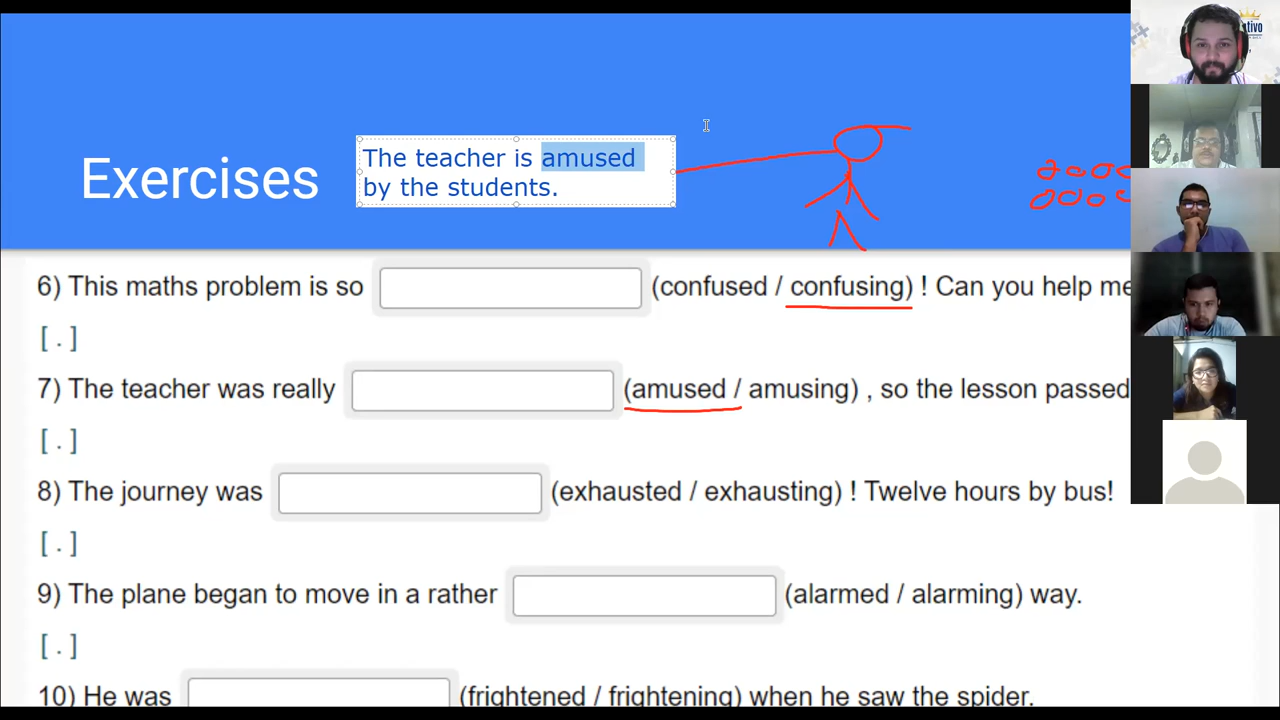 tivo
Exercises
The teacher is amused
by the students.
6) This maths problem is so (confused / confusing) ! Can you help me
[ . ]
7) The teacher was really (amused / amusing) , so the lesson passed
[ . ]
8) The journey was (exhausted / exhausting) ! Twelve hours by bus!
[ . ]
9) The plane began to move in a rather (alarmed / alarming) way.
[ . ]
10) He was (frightened / frightening) when he saw the spider.